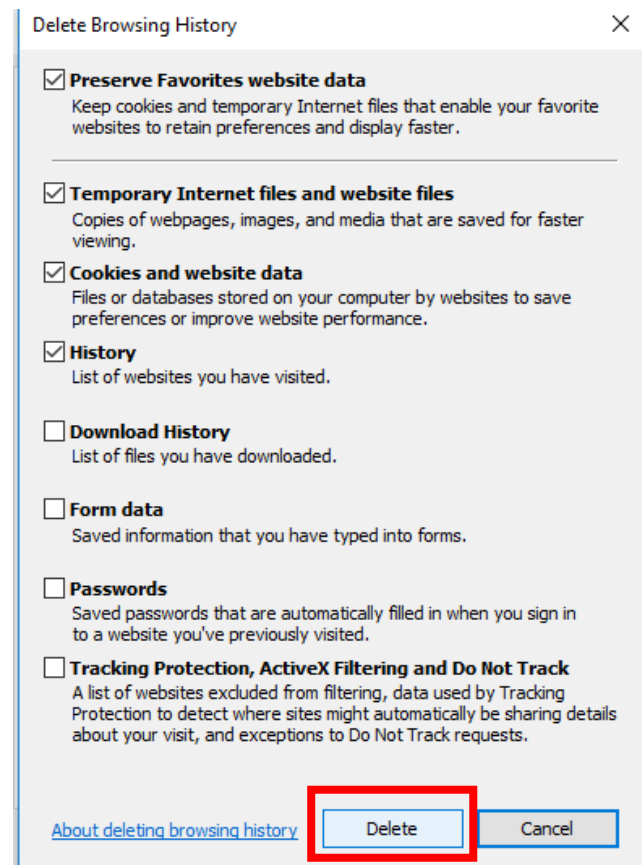 Delete Browsing History
Preserve Favorites website data
Keep cookies and temporary Internet files that enable your favorite
websites to retain preferences and display faster.
Temporary Internet files and website files
Copies of webpages, images, and media that are saved for faster
viewing.
Cookies and website data
Files or databases stored on your computer by websites to save
preferences or improve website performance.
History
List of websites you have visited.
Download History
List of files you have downloaded.
Form data
Saved information that you have typed into forms.
Passwords
Saved passwords that are automatically filled in when you sign in
to a website you've previously visited.
Tracking Protection, ActiveX Filtering and Do Not Track
A list of websites excluded from filtering, data used by Tracking
Protection to detect where sites might automatically be sharing details
about your visit, and exceptions to Do Not Track requests.
About deleting browsing history Delete Cancel